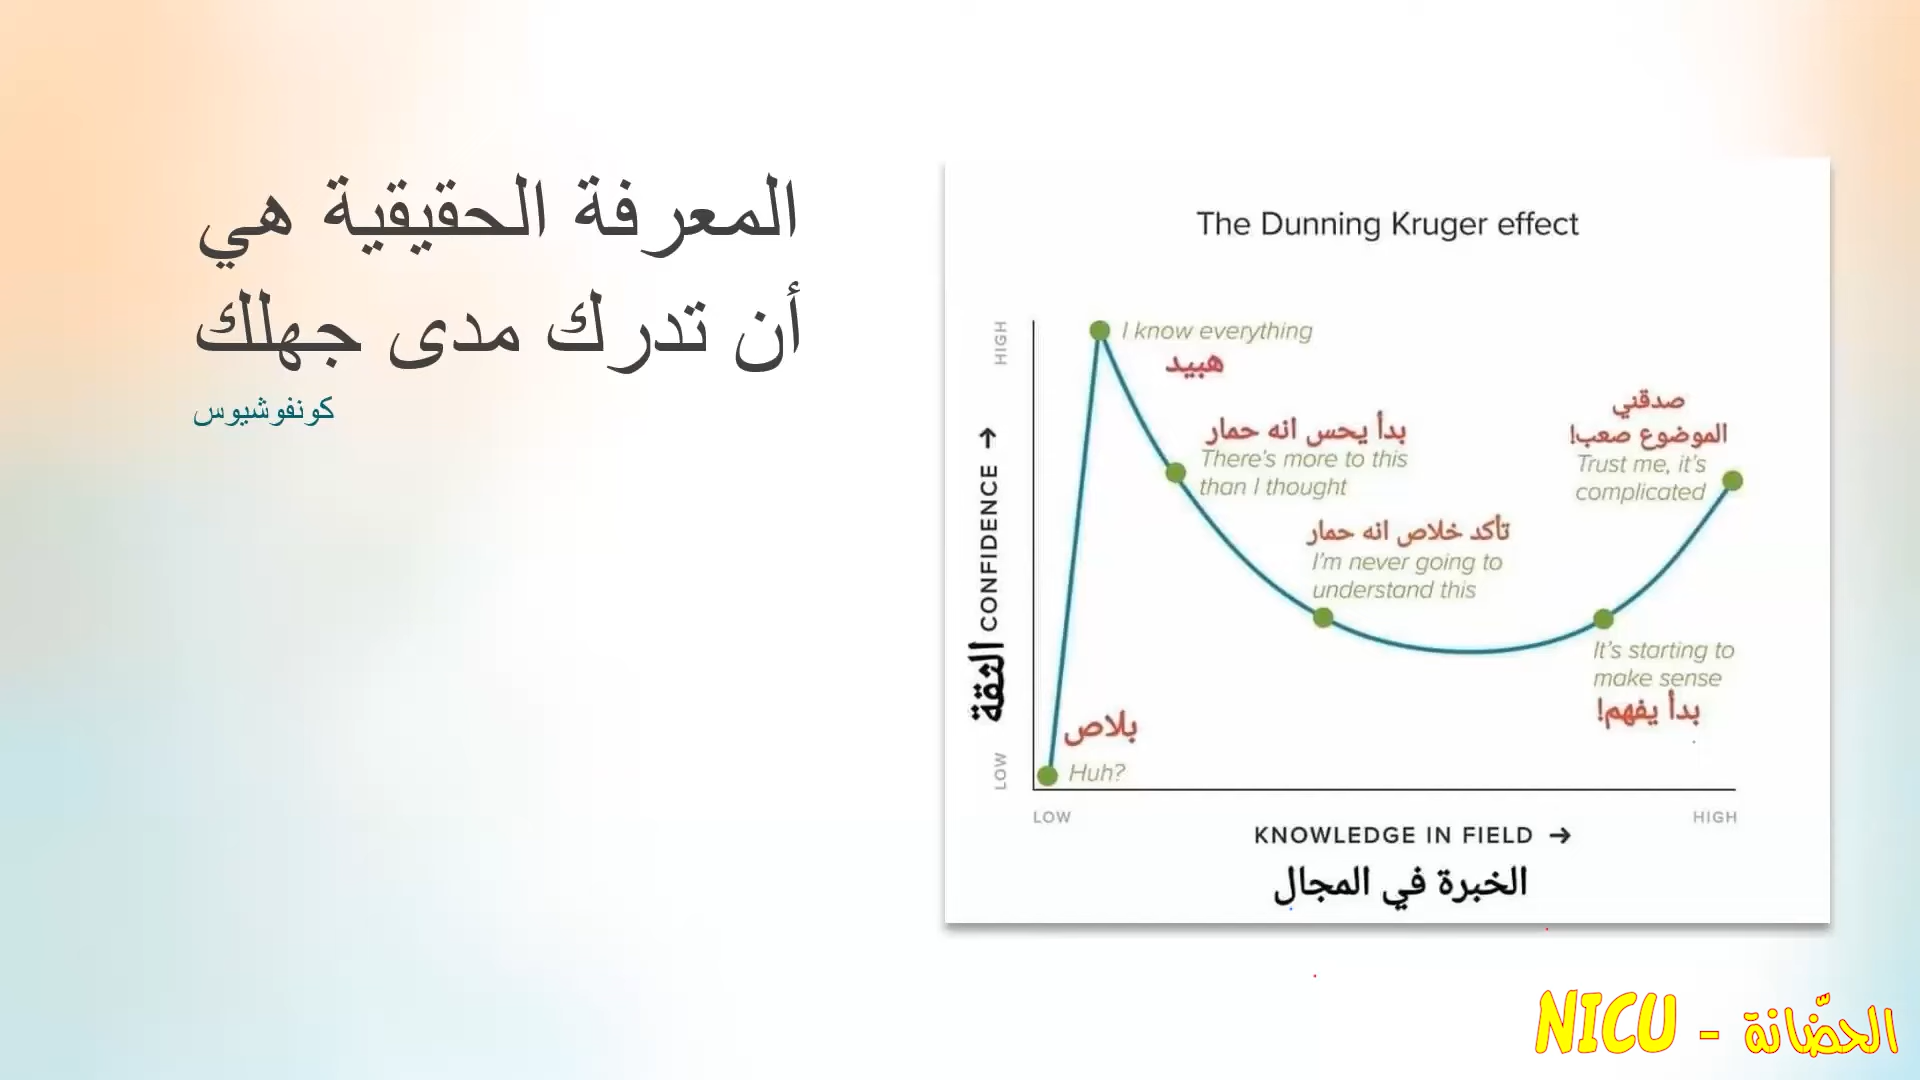 المعرفة الحقيقية هي
أن تدرك مدى جهلك
كونفوشيوس
The Dunning Kruger effect
HIGH
I know everything
هبيد
بدأ يحس انه حمار
There's more to this
than I thought
صدقني
الموضوع صعب!
Trust me, it's
complicated
تأكد خلاص انه حمار
I'm never going to
understand this
It's starting to
make sense
بدأ يفهم!
الثقة CONFIDENCE →
بلاص
Huh?
LOW
LOW
HIGH
KNOWLEDGE IN FIELD →
الخبرة في المجال
الحضّانة - NICU